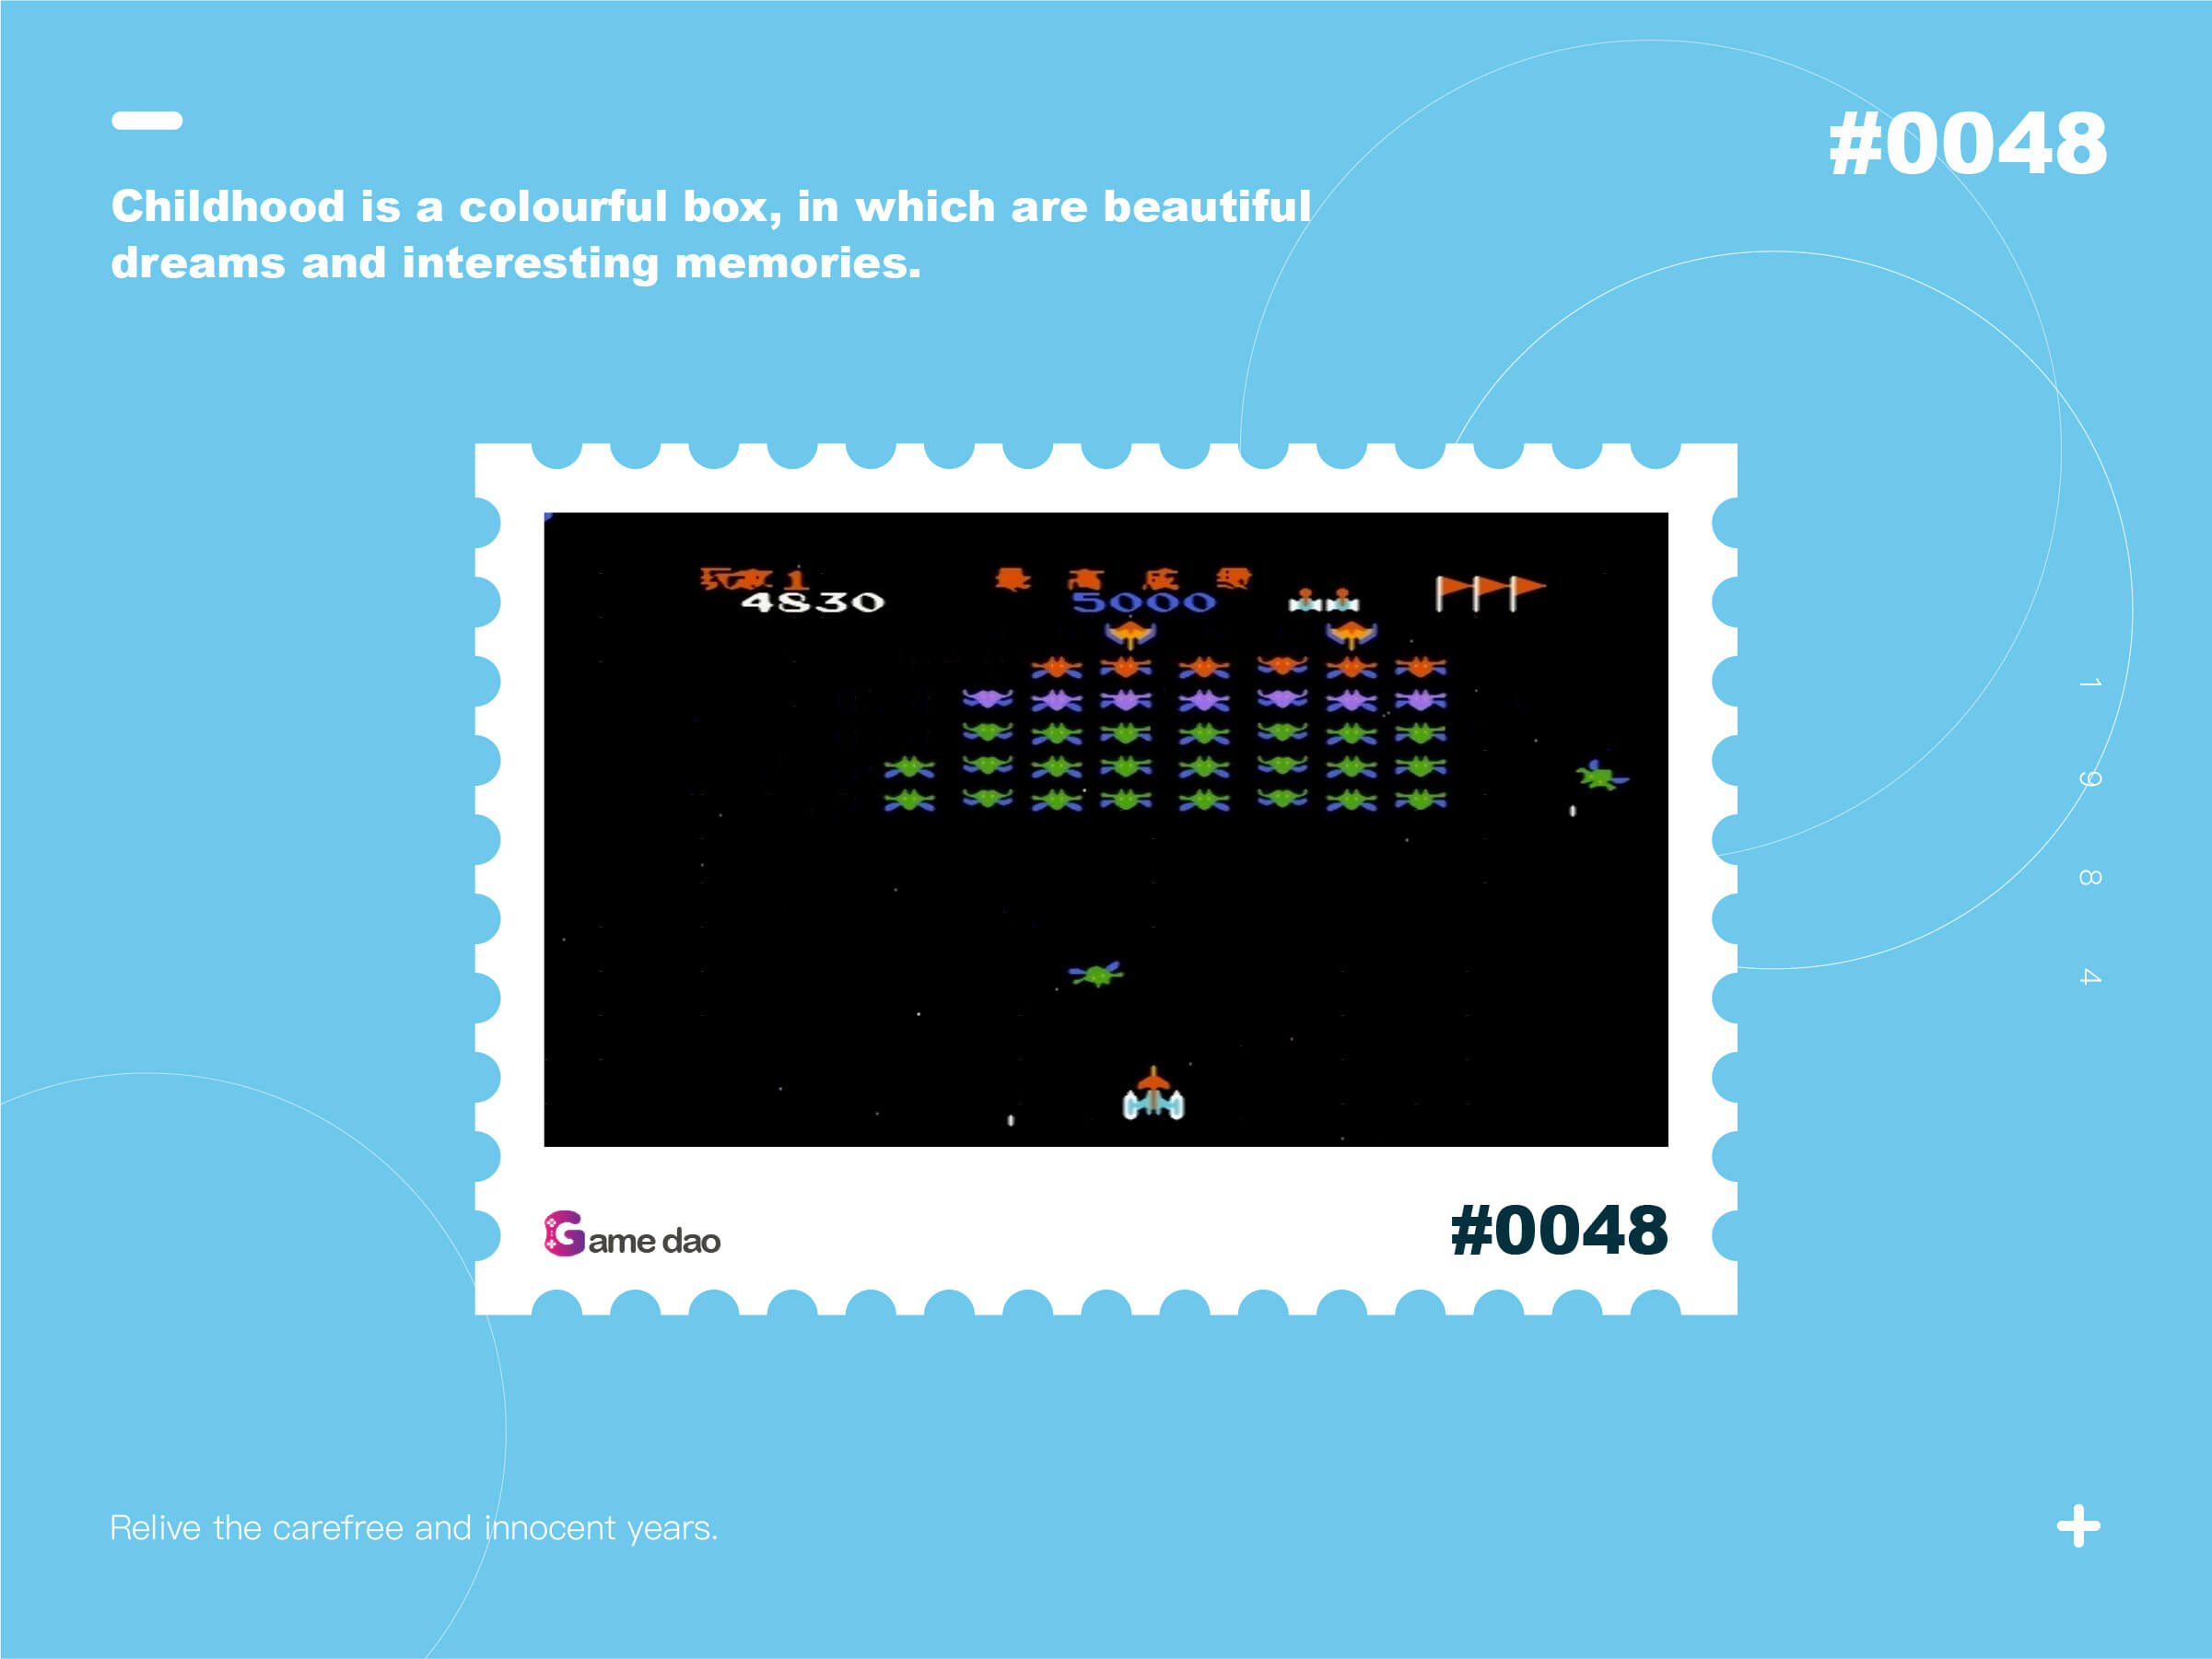 #0048
Childhood is a colourful box, in which are beautiful
dreams and interesting memories.
1
4830
5000
1 9 8 4
Game dao
#0048
Relive the carefree and innocent years.